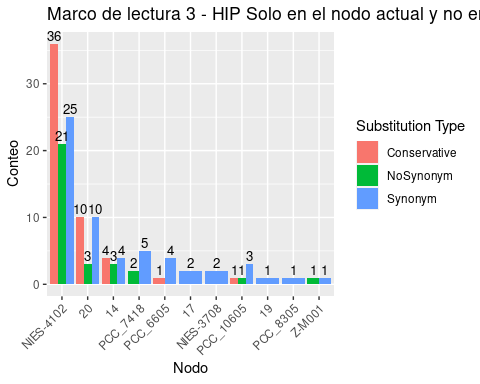 Marco de lectura 3 - HIP Solo en el nodo actual y no
Conteo
30
20
10
0
36
21
25
10
3
10
4
3
4
2
5
1
4
2
2
1
1
3
1
1
1
1
NIES-4102
20
14
PCC_7418
PCC_6605
17
NIES-3708
PCC_10605
19
PCC_8305
Z-M001
Nodo
Substitution Type
Conservative
NoSynonym
Synonym